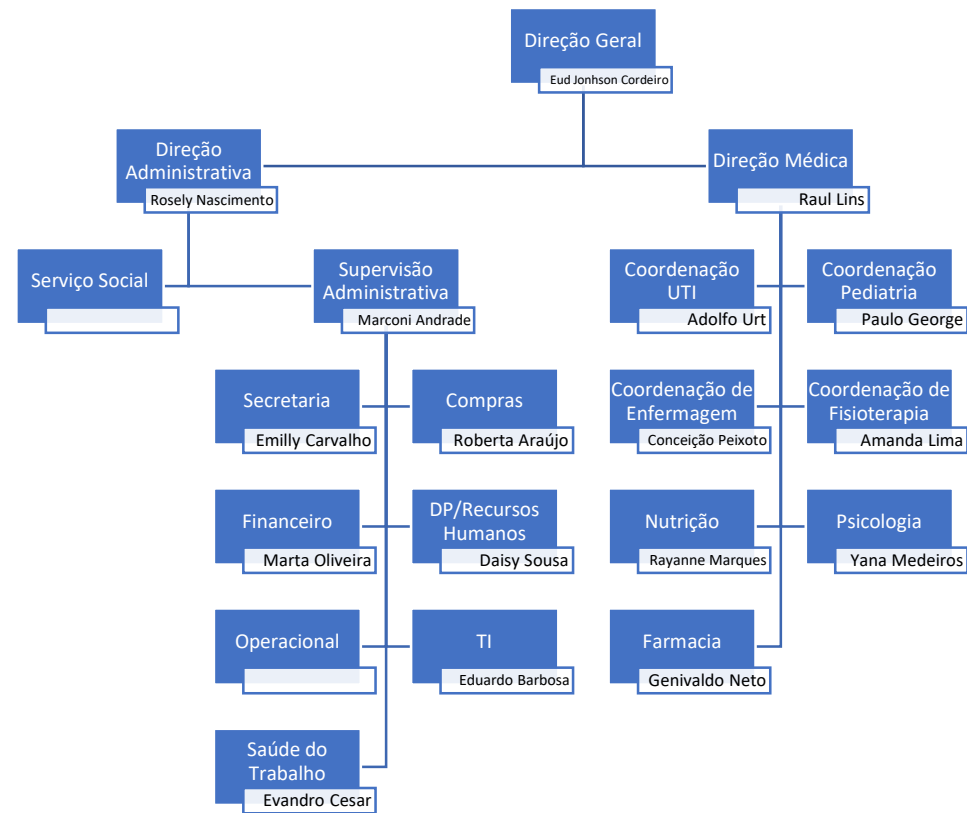 Direção Geral
Eud Jonhson Cordeiro
Direção
Administrativa
Rosely Nascimento
Direção Médica
Raul Lins
Serviço Social
Supervisão
Administrativa
Marconi Andrade
Coordenação
UTI
Adolfo Urt
Coordenação
Pediatria
Paulo George
Secretaria
Emilly Carvalho
Compras
Roberta Araújo
Coordenação de
Enfermagem
Conceição Peixoto
Coordenação de
Fisioterapia
Amanda Lima
Financeiro
Marta Oliveira
DP/Recursos
Humanos
Daisy Sousa
Nutrição
Rayanne Marques
Psicologia
Yana Medeiros
Operacional
TI
Eduardo Barbosa
Farmacia
Genivaldo Neto
Saúde do
Trabalho
Evandro Cesar